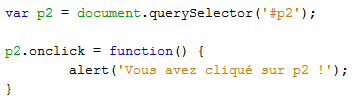 var p2 = document.querySelector('#p2');
p2.onclick = function() {
alert('Vous avez cliqué sur p2 !');
}